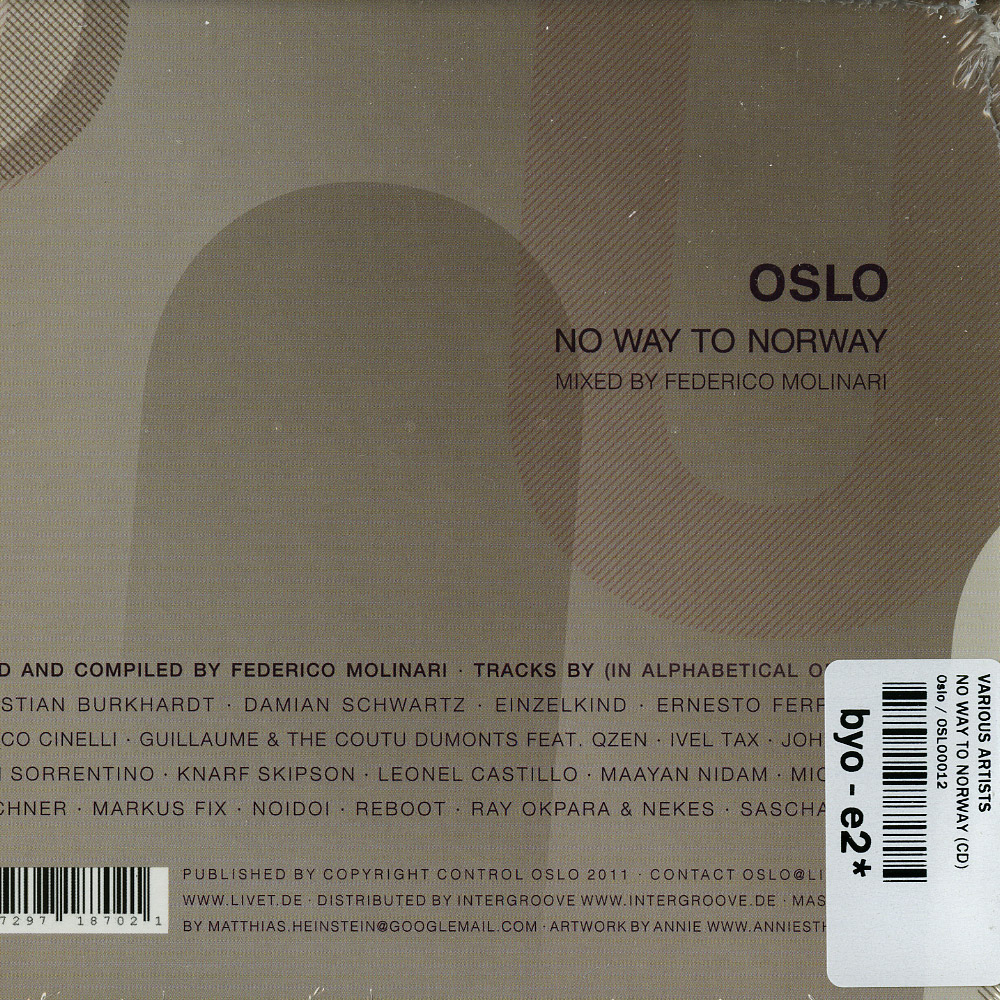 OSLO
NO WAY TO NORWAY
MIXED BY FEDERICO MOLINARI
D AND COMPILED BY FEDERICO MOLINARI · TRACKS BY (IN ALPHABETICAL
STIAN BURKHARDT · DAMIAN SCHWARTZ · EINZELKIND · ERNESTO
CO CINELLI · GUILLAUME & THE COUTU DUMONTS FEAT. QZEN · IVEL TAX ·
SORRENTINO · KNARF SKIPSON · LEONEL CASTILLO · MAAYAN NIDAM ·
CHNER · MARKUS FIX · NOIDOI · REBOOT · RAY OKPARA & NEKES · SASCHA
7297 18702 1
PUBLISHED BY COPYRIGHT CONTROL OSLO 2011 · CONTACT OSLO@LI
WWW.LIVET.DE · DISTRIBUTED BY INTERGROOVE WWW.INTERGROOVE.DE · MAS
BY MATTHIAS.HEINSTEIN@GOOGLEMAIL.COM · ARTWORK BY ANNIE WWW.ANNIESTH
VARIOUS ARTISTS
NO WAY TO NORWAY (CD)
Oslo / OSLO0012
byo - e2*